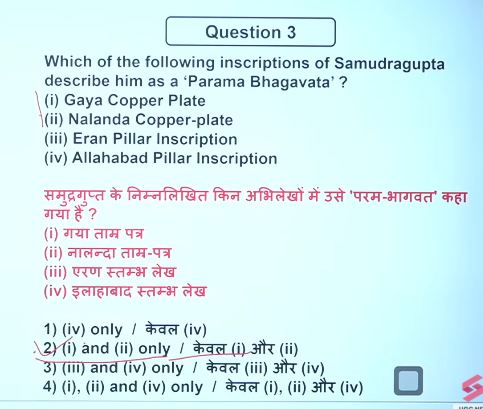 Question 3
Which of the following inscriptions of Samudragupta
describe him as a ‘Parama Bhagavata’ ?
(i) Gaya Copper Plate
(ii) Nalanda Copper-plate
(iii) Eran Pillar Inscription
(iv) Allahabad Pillar Inscription
समुद्रगुप्त के निम्नलिखित किन अभिलेखों में उसे 'परम-भागवत' कहा
गया है ?
(i) गया ताम्र पत्र
(ii) नालन्दा ताम्र-पत्र
(iii) एरण स्तम्भ लेख
(iv) इलाहाबाद स्तम्भ लेख
1) (iv) only / केवल (iv)
2) (i) and (ii) only / केवल (i) और (ii)
3) (iii) and (iv) only / केवल (iii) और (iv)
4) (i), (ii) and (iv) only / केवल (i), (ii) और (iv)